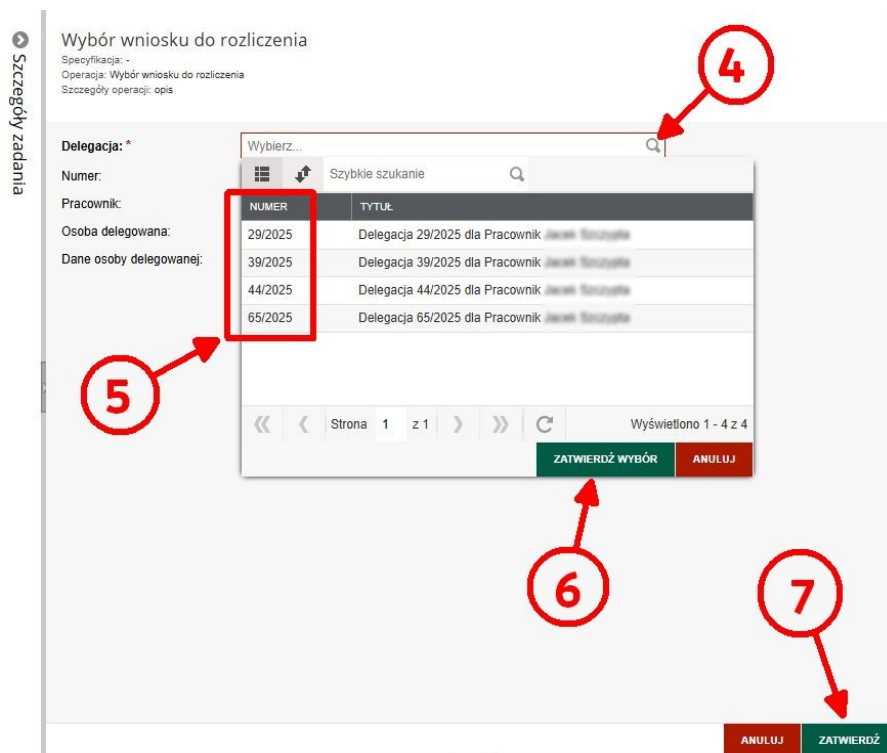 Szczegóły zadania
Wybór wniosku do rozliczenia
Specyfikacja: -
Operacja: Wybór wniosku do rozliczenia
Szczegóły operacji: opis
4
Delegacja: * Wybierz...
Numer:
Pracownik:
Osoba delegowana:
Dane osoby delegowanej:
Szybkie szukanie
NUMER TYTUŁ
29/2025 Delegacja 29/2025 dla Pracownik
39/2025 Delegacja 39/2025 dla Pracownik
44/2025 Delegacja 44/2025 dla Pracownik
65/2025 Delegacja 65/2025 dla Pracownik
5
Strona 1 z 1 Wyświetlono 1 - 4 z 4
ZATWIERDŹ WYBÓR ANULUJ
6
7
ANULUJ ZATWIERDŹ